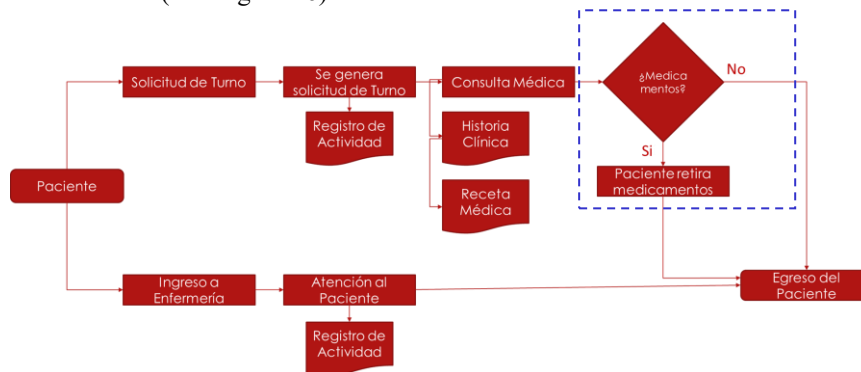 Solicitud de Turno
Se genera
solicitud de Turno
Consulta Médica
¿Medica
mentos?
No
Registro de
Actividad
Historia
Clínica
Si
Paciente
Receta
Médica
Paciente retira
medicamentos
Ingreso a
Enfermería
Atención al
Paciente
Egreso del
Paciente
Registro de
Actividad